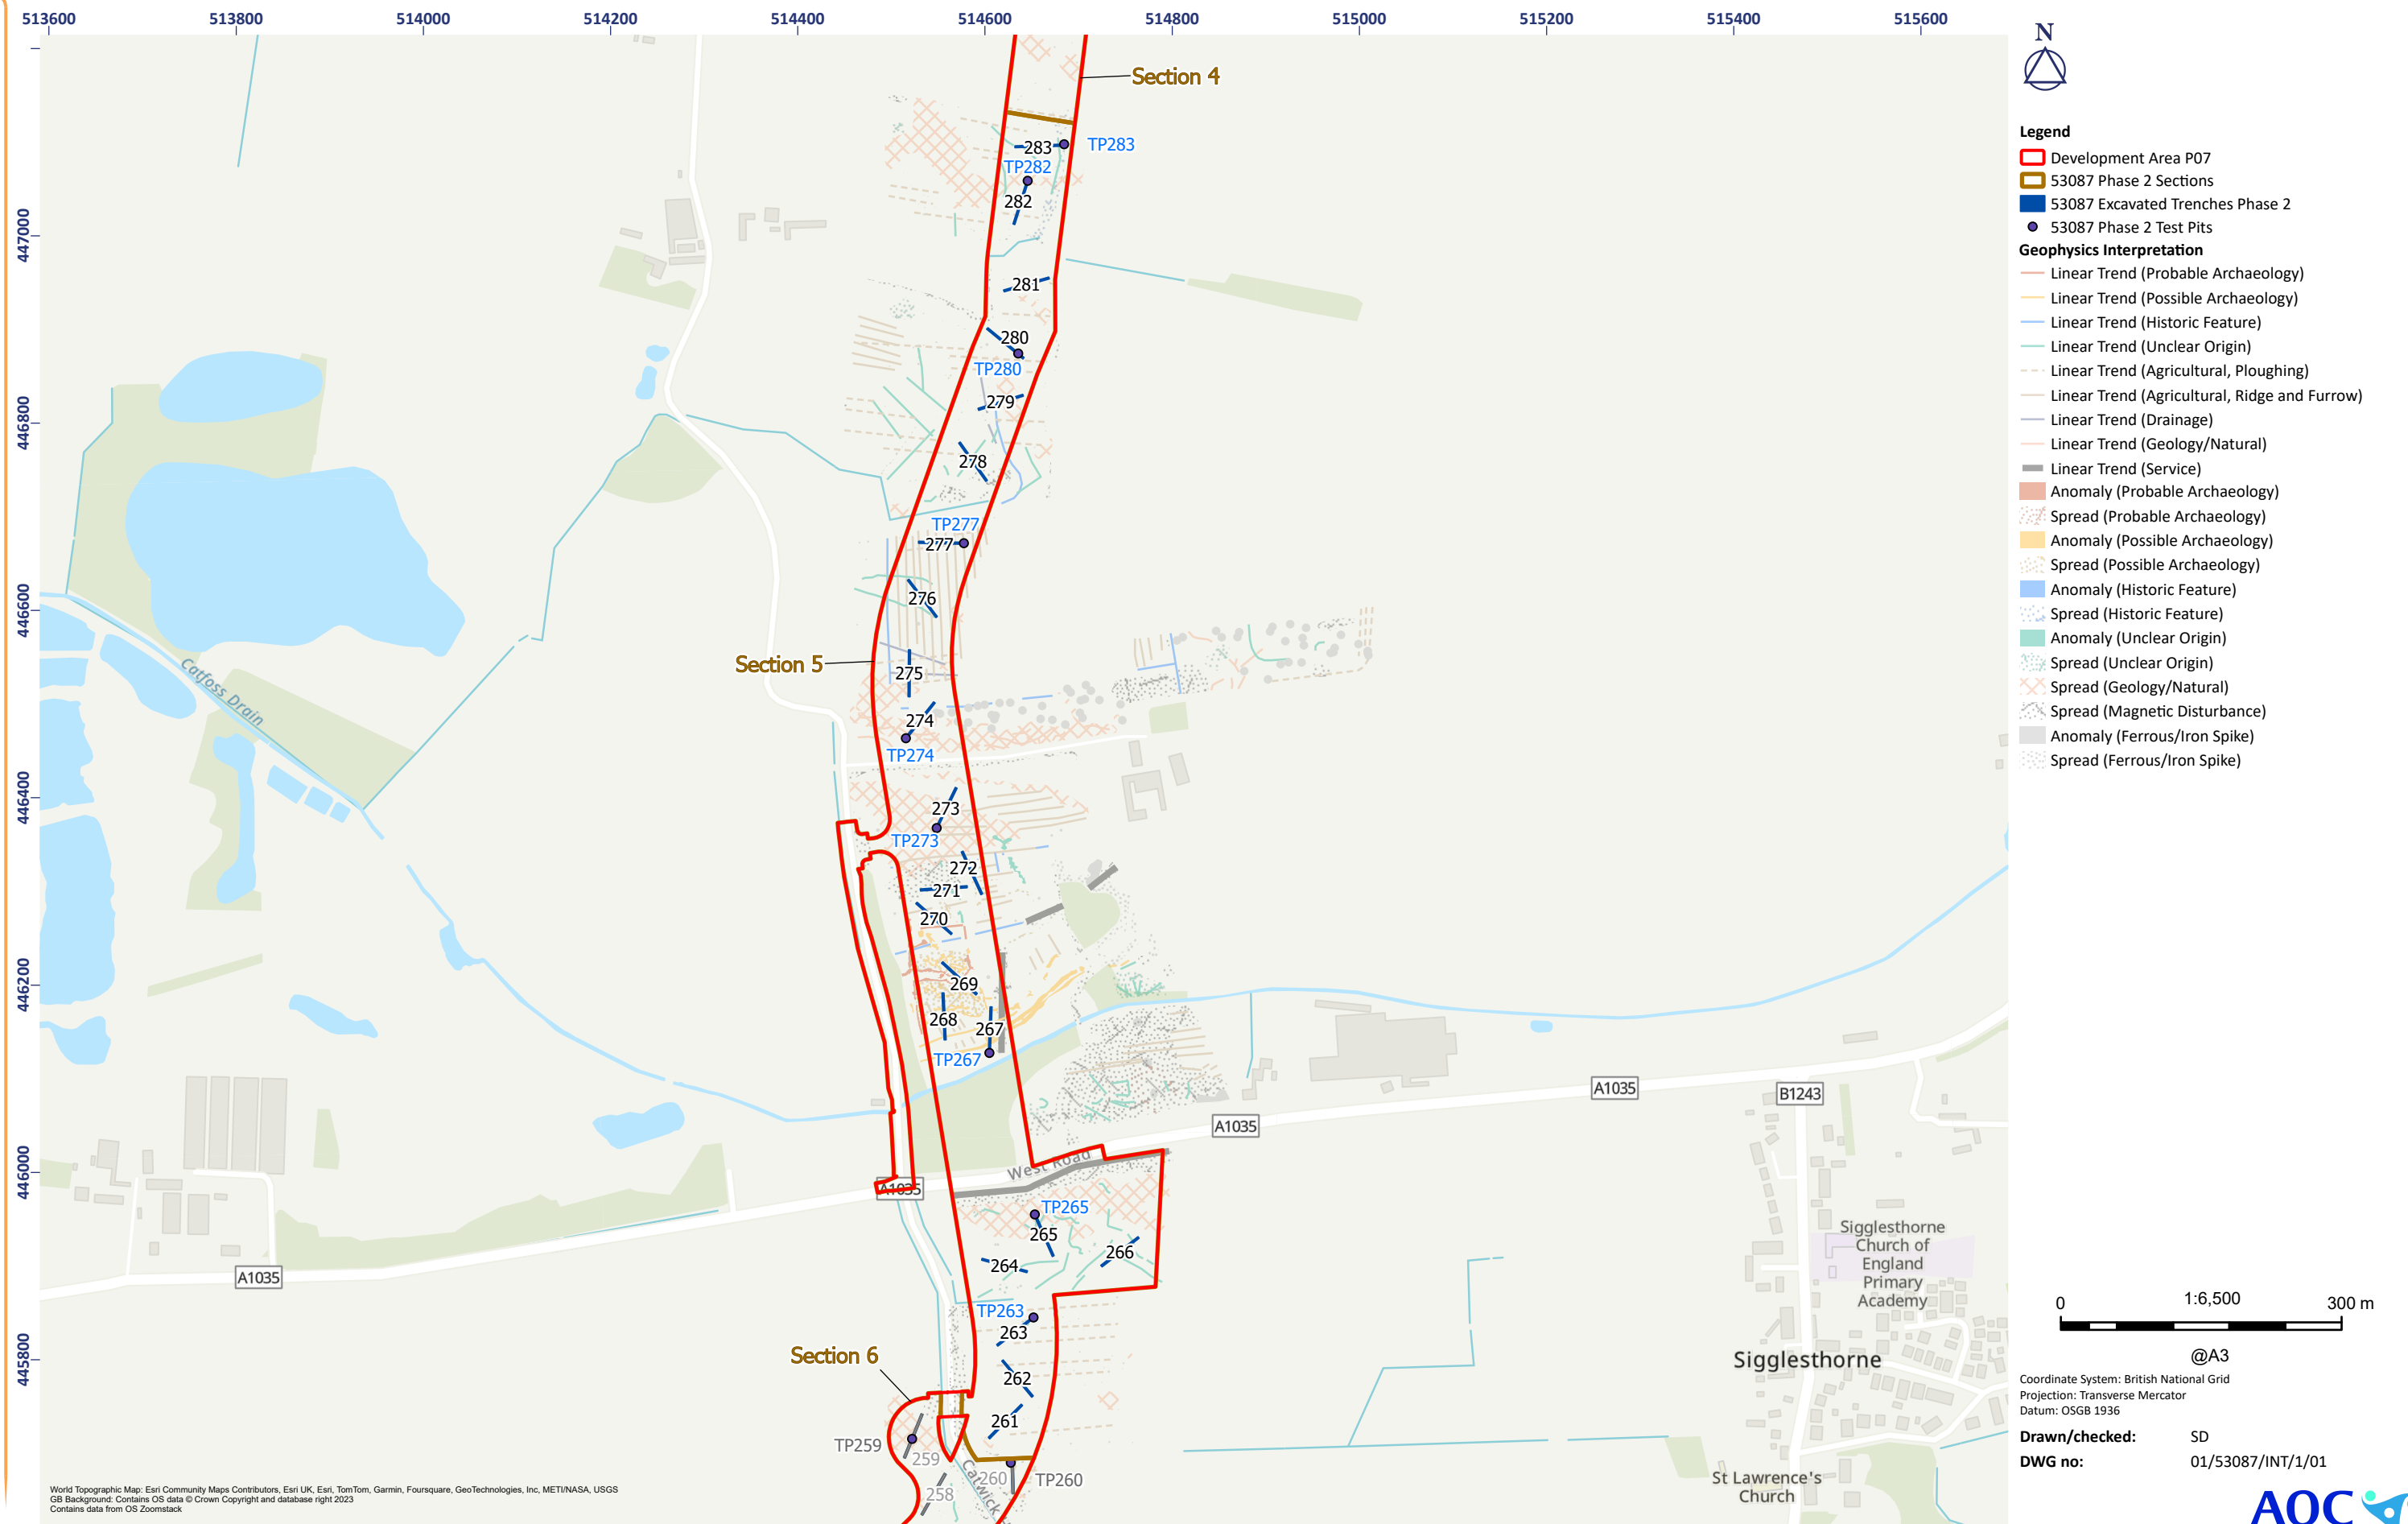 513600 513800 514000 514200 514400 514600 514800 515000 515200 515400 515600
447000
446800
446600
446400
446200
446000
445800
Section 4
283
TP283
TP282
282
281
280
TP280
279
278
TP277
277
276
Section 5
275
274
TP274
273
TP273
272
271
270
269
268
267
TP267
Catfoss Drain
A1035
A1035
B1243
West Road
A1035
A1035
TP265
265
266
264
TP263
263
262
261
Section 6
TP259
259
258
260
TP260
Catwick
Sigglesthorne
Church of
England
Primary
Academy
Sigglesthorne
St Lawrence's
Church
World Topographic Map: Esri Community Maps Contributors, Esri UK, Esri, TomTom, Garmin, Foursquare, GeoTechnologies, Inc, METI/NASA, USGS
GB Background: Contains OS data © Crown Copyright and database right 2023
Contains data from OS Zoomstack
N
Legend
Development Area P07
53087 Phase 2 Sections
53087 Excavated Trenches Phase 2
53087 Phase 2 Test Pits
Geophysics Interpretation
Linear Trend (Probable Archaeology)
Linear Trend (Possible Archaeology)
Linear Trend (Historic Feature)
Linear Trend (Unclear Origin)
Linear Trend (Agricultural, Ploughing)
Linear Trend (Agricultural, Ridge and Furrow)
Linear Trend (Drainage)
Linear Trend (Geology/Natural)
Linear Trend (Service)
Anomaly (Probable Archaeology)
Spread (Probable Archaeology)
Anomaly (Possible Archaeology)
Spread (Possible Archaeology)
Anomaly (Historic Feature)
Spread (Historic Feature)
Anomaly (Unclear Origin)
Spread (Unclear Origin)
Spread (Geology/Natural)
Spread (Magnetic Disturbance)
Anomaly (Ferrous/Iron Spike)
Spread (Ferrous/Iron Spike)
0 1:6,500 300 m
@A3
Coordinate System: British National Grid
Projection: Transverse Mercator
Datum: OSGB 1936
Drawn/checked: SD
DWG no: 01/53087/INT/1/01
AOC